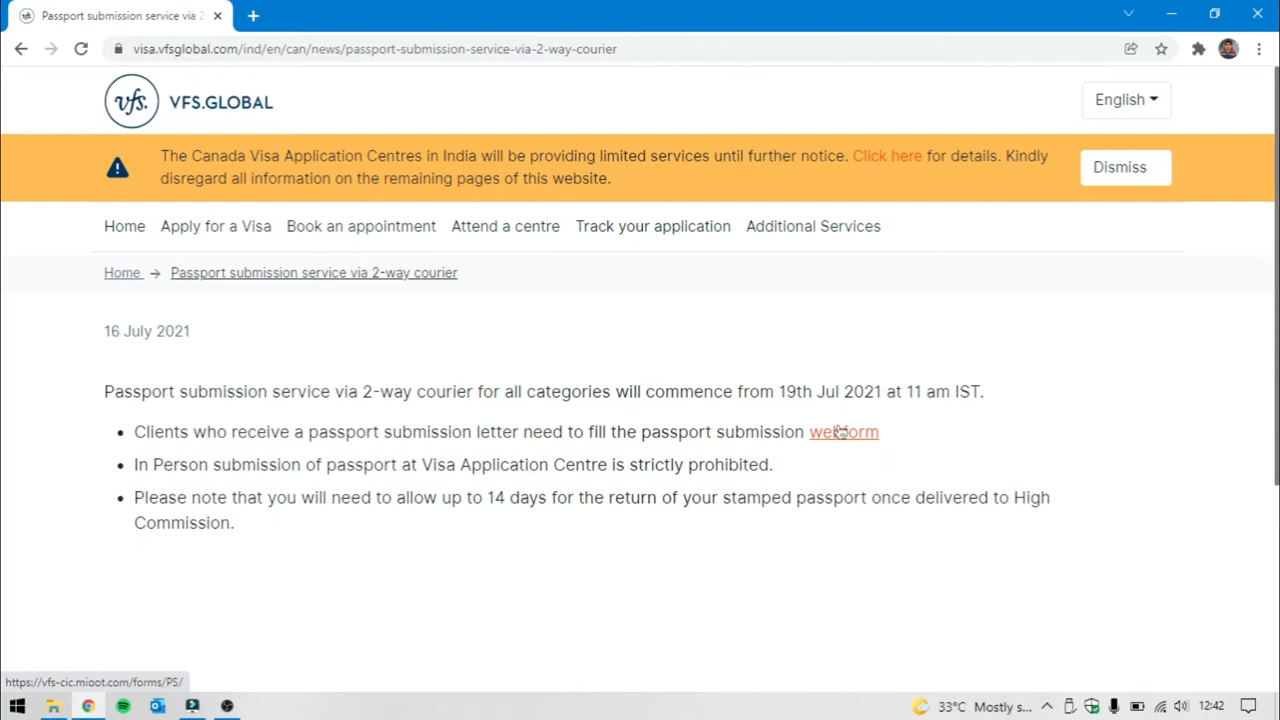 Passport submission service via 2
visa.vfsglobal.com/ind/en/can/news/passport-submission-service-via-2-way-courier
vfs. VFS.GLOBAL
English
The Canada Visa Application Centres in India will be providing limited services until further notice. Click here for details. Kindly
disregard all information on the remaining pages of this website.
Dismiss
Home Apply for a Visa Book an appointment Attend a centre Track your application Additional Services
Home → Passport submission service via 2-way courier
16 July 2021
Passport submission service via 2-way courier for all categories will commence from 19th Jul 2021 at 11 am IST.
• Clients who receive a passport submission letter need to fill the passport submission webform
• In Person submission of passport at Visa Application Centre is strictly prohibited.
• Please note that you will need to allow up to 14 days for the return of your stamped passport once delivered to High
Commission.
https://vfs-cic.mioot.com/forms/PS/
33°C Mostly s... 12:42